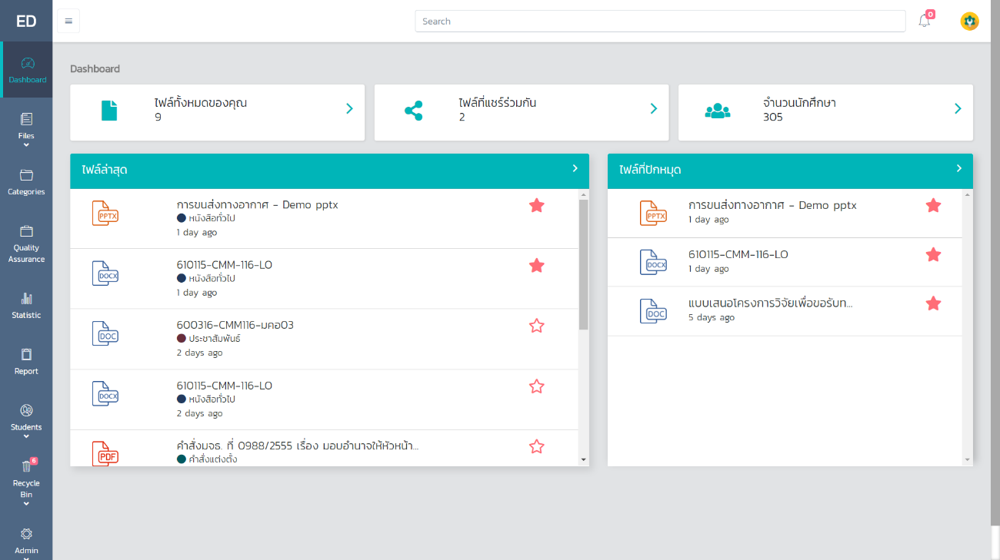 ED
Search
0
Dashboard
Files
Categories
Quality
Assurance
Statistic
Report
Students
6
Recycle
Bin
Admin
Dashboard
ไฟล์ทั้งหมดของคุณ
9
ไฟล์ที่แชร์ร่วมกัน
2
จำนวนนักศึกษา
305
ไฟล์ล่าสุด
PPTX
การขนส่งทางอากาศ - Demo pptx
หนังสือทั่วไป
1 day ago
DOCX
610115-CMM-116-LO
หนังสือทั่วไป
1 day ago
DOC
600316-CMM116-มคอ03
ประชาสัมพันธ์
2 days ago
DOCX
610115-CMM-116-LO
หนังสือทั่วไป
2 days ago
PDF
คำสั่งมจธ. ที่ 0988/2555 เรื่อง มอบอำนาจให้หัวหน้า...
คำสั่งแต่งตั้ง
ไฟล์ที่ปักหมุด
PPTX
การขนส่งทางอากาศ - Demo pptx
1 day ago
DOCX
610115-CMM-116-LO
1 day ago
DOC
แบบเสนอโครงการวิจัยเพื่อขอรับท...
5 days ago